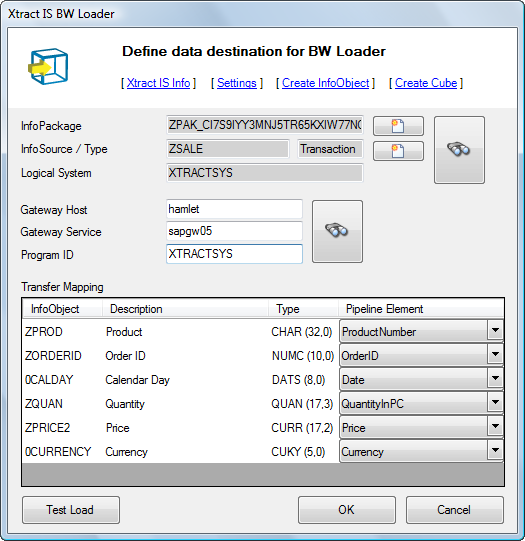 Xtract IS BW Loader
Define data destination for BW Loader
[ Xtract IS Info ] [ Settings ] [ Create InfoObject ] [ Create Cube ]
InfoPackage
InfoSource / Type ZSALE Transaction
Logical System XTRACTSYS
Gateway Host hamlet
Gateway Service sapgw05
Program ID XTRACTSYS
Transfer Mapping
InfoObject Description Type Pipeline Element
ZPROD Product CHAR (32,0) ProductNumber
ZORDERID Order ID NUMC (10,0) OrderID
0CALDAY Calendar Day DATS (8,0) Date
ZQUAN Quantity QUAN (17,3) QuantityInPC
ZPRICE2 Price CURR (17,2) Price
0CURRENCY Currency CUKY (5,0) Currency
Test Load OK Cancel